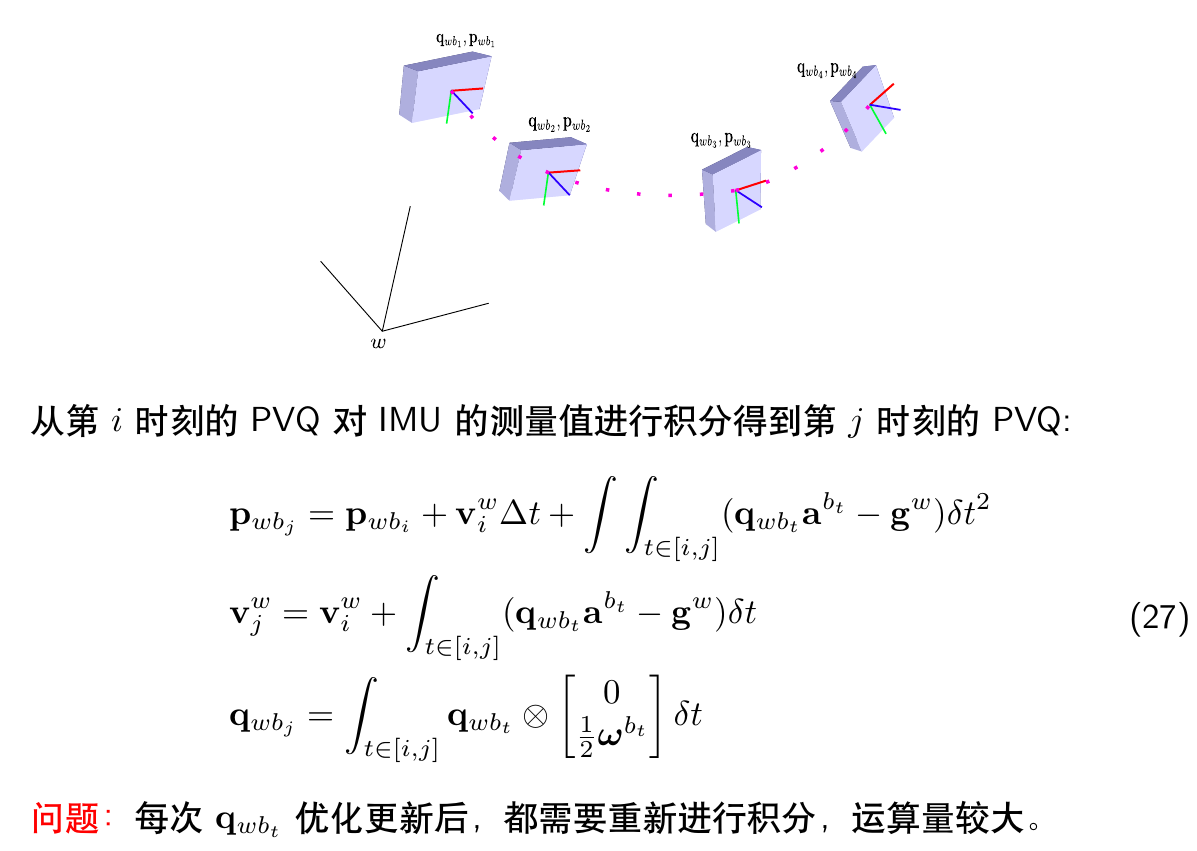 $\mathbf{q}_{wb_1}, \mathbf{p}_{wb_1}$
$\mathbf{q}_{wb_4}, \mathbf{p}_{wb_4}$
$\mathbf{q}_{wb_2}, \mathbf{p}_{wb_2}$
$\mathbf{q}_{wb_3}, \mathbf{p}_{wb_3}$
$w$
从第 $i$ 时刻的 PVQ 对 IMU 的测量值进行积分得到第 $j$ 时刻的 PVQ:
$\mathbf{p}_{wb_j} = \mathbf{p}_{wb_i} + \mathbf{v}_i^w \Delta t + \int\int_{t\in[i,j]} (\mathbf{q}_{wb_t}\mathbf{a}^{b_t} - \mathbf{g}^w)\delta t^2$
$\mathbf{v}_j^w = \mathbf{v}_i^w + \int_{t\in[i,j]} (\mathbf{q}_{wb_t}\mathbf{a}^{b_t} - \mathbf{g}^w)\delta t$ (27)
$\mathbf{q}_{wb_j} = \int_{t\in[i,j]} \mathbf{q}_{wb_t} \otimes \begin{bmatrix} 0 \\ \frac{1}{2}\boldsymbol{\omega}^{b_t} \end{bmatrix} \delta t$
问题：每次 $\mathbf{q}_{wb_t}$ 优化更新后，都需要重新进行积分，运算量较大。